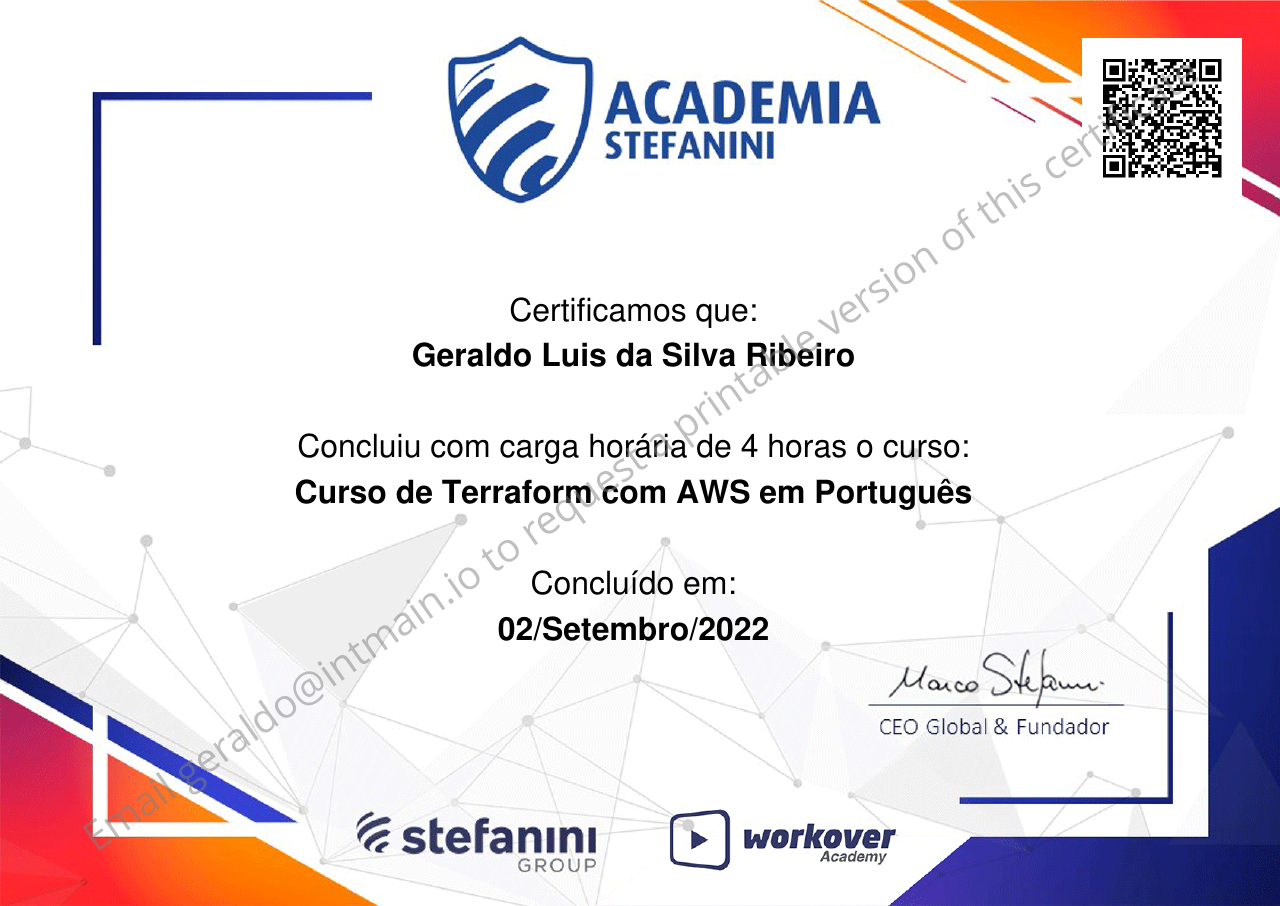 ACADEMIA
STEFANINI
Certificamos que:
Geraldo Luis da Silva Ribeiro
Concluiu com carga horária de 4 horas o curso:
Curso de Terraform com AWS em Português
Concluído em:
02/Setembro/2022
Email geraldo@intmain.io to request a printable version of this certificate
Marco Stefanini
CEO Global & Fundador
stefanini
GROUP
workover
Academy